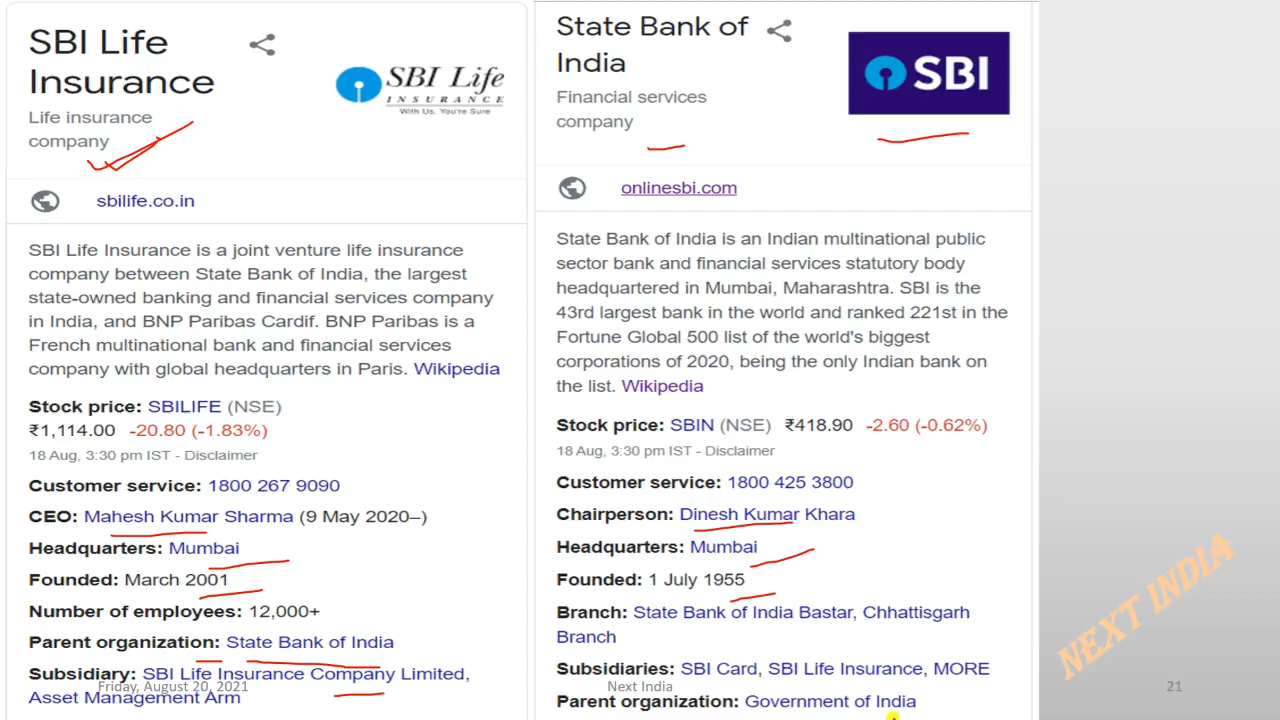 SBI Life
Insurance
SBI Life
INSURANCE
With Us, You're Sure
Life insurance
company
sbilife.co.in
SBI Life Insurance is a joint venture life insurance
company between State Bank of India, the largest
state-owned banking and financial services company
in India, and BNP Paribas Cardif. BNP Paribas is a
French multinational bank and financial services
company with global headquarters in Paris. Wikipedia
Stock price: SBILIFE (NSE)
₹1,114.00 -20.80 (-1.83%)
18 Aug, 3:30 pm IST - Disclaimer
Customer service: 1800 267 9090
CEO: Mahesh Kumar Sharma (9 May 2020–)
Headquarters: Mumbai
Founded: March 2001
Number of employees: 12,000+
Parent organization: State Bank of India
Subsidiary: SBI Life Insurance Company Limited,
Asset Management Arm
State Bank of
India
SBI
Financial services
company
onlinesbi.com
State Bank of India is an Indian multinational public
sector bank and financial services statutory body
headquartered in Mumbai, Maharashtra. SBI is the
43rd largest bank in the world and ranked 221st in the
Fortune Global 500 list of the world's biggest
corporations of 2020, being the only Indian bank on
the list. Wikipedia
Stock price: SBIN (NSE) ₹418.90 -2.60 (-0.62%)
18 Aug, 3:30 pm IST - Disclaimer
Customer service: 1800 425 3800
Chairperson: Dinesh Kumar Khara
Headquarters: Mumbai
Founded: 1 July 1955
Branch: State Bank of India Bastar, Chhattisgarh
Branch
Subsidiaries: SBI Card, SBI Life Insurance, MORE
Parent organization: Government of India
NEXT INDIA
Friday, August 20, 2021
Next India
21